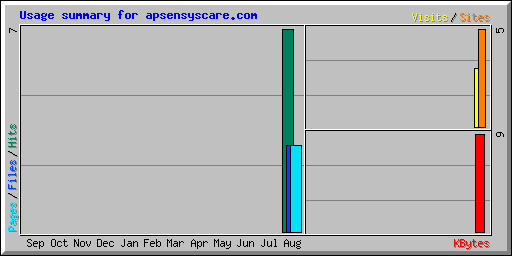 Usage summary for apsensyscare.com
Visits/Sites
7
5
9
Pages/Files/Hits
Sep Oct Nov Dec Jan Feb Mar Apr May Jun Jul Aug
KBytes